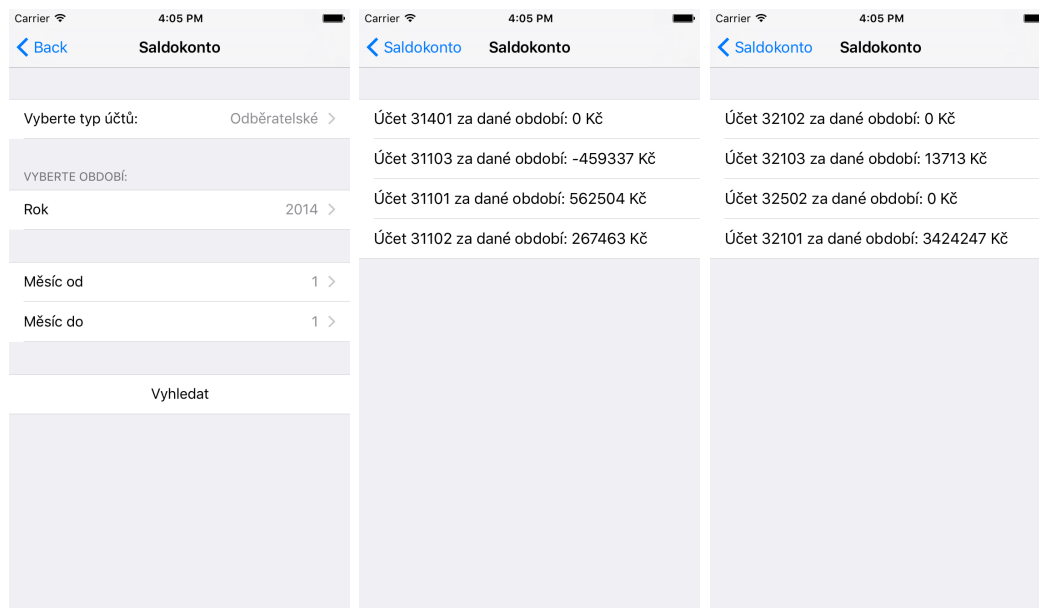 Carrier 4:05 PM
Back Saldokonto
Vyberte typ účtů: Odběratelské
VYBERTE OBDOBÍ:
Rok 2014
Měsíc od 1
Měsíc do 1
Vyhledat
Carrier 4:05 PM
Saldokonto Saldokonto
Účet 31401 za dané období: 0 Kč
Účet 31103 za dané období: -459337 Kč
Účet 31101 za dané období: 562504 Kč
Účet 31102 za dané období: 267463 Kč
Carrier 4:05 PM
Saldokonto Saldokonto
Účet 32102 za dané období: 0 Kč
Účet 32103 za dané období: 13713 Kč
Účet 32502 za dané období: 0 Kč
Účet 32101 za dané období: 3424247 Kč